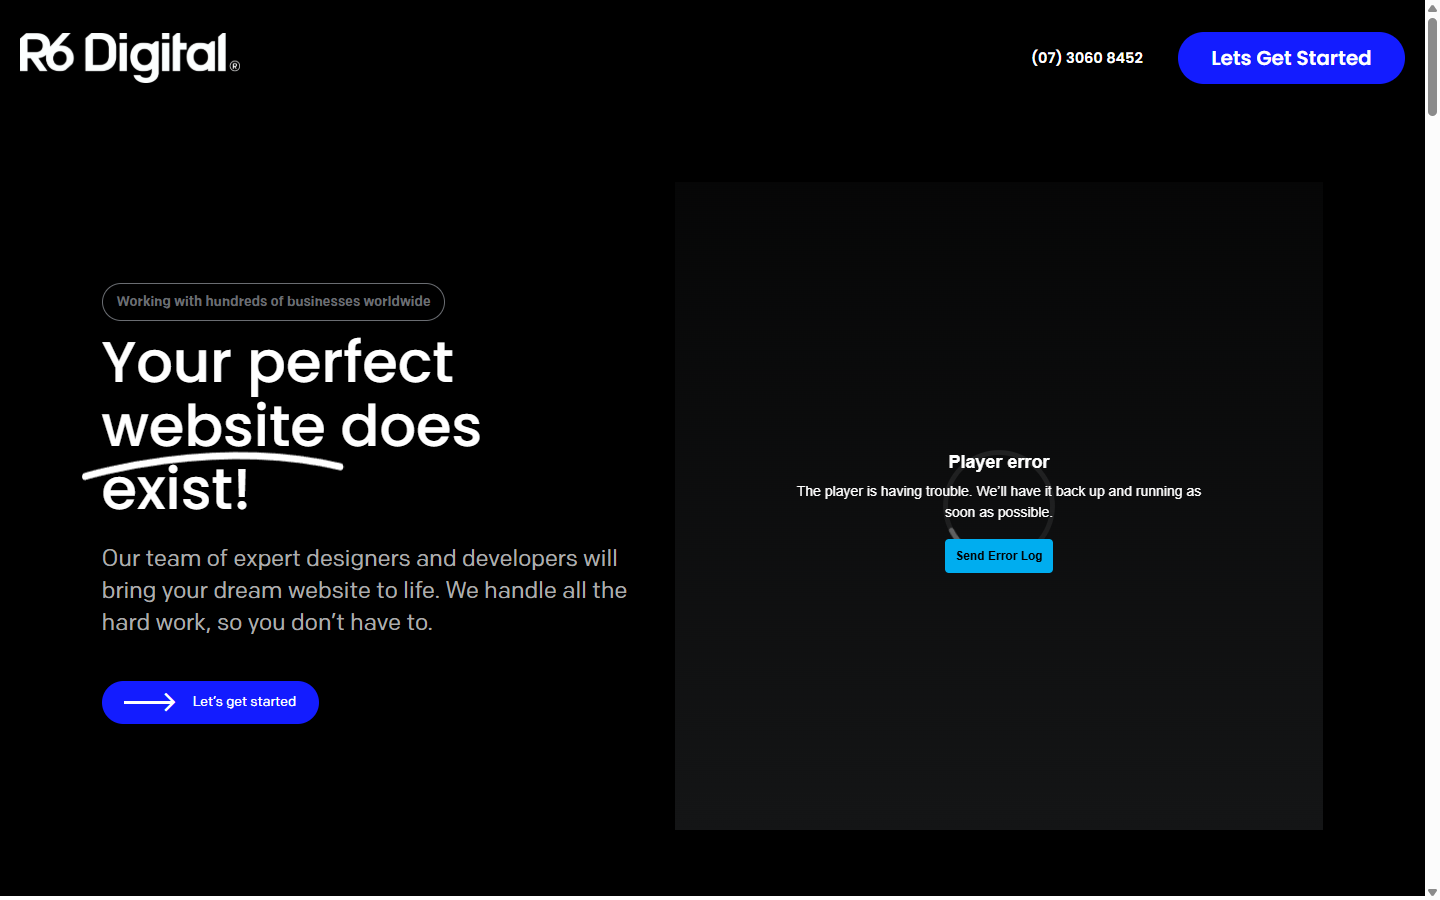 R6 Digital®
(07) 3060 8452
Lets Get Started
Working with hundreds of businesses worldwide
Your perfect
website does
exist!
Our team of expert designers and developers will
bring your dream website to life. We handle all the
hard work, so you don’t have to.
Let’s get started
Player error
The player is having trouble. We’ll have it back up and running as
soon as possible.
Send Error Log